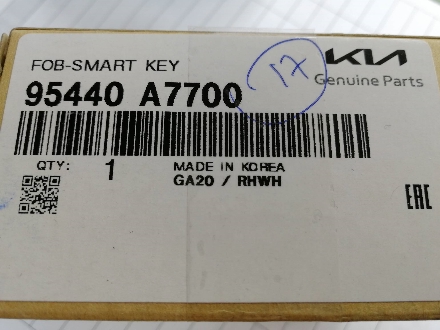 17
KIA
FOB-SMART KEY
Genuine Parts
95440 A7700
QTY: 1 MADE IN KOREA
GA20 / RHWH
EAC